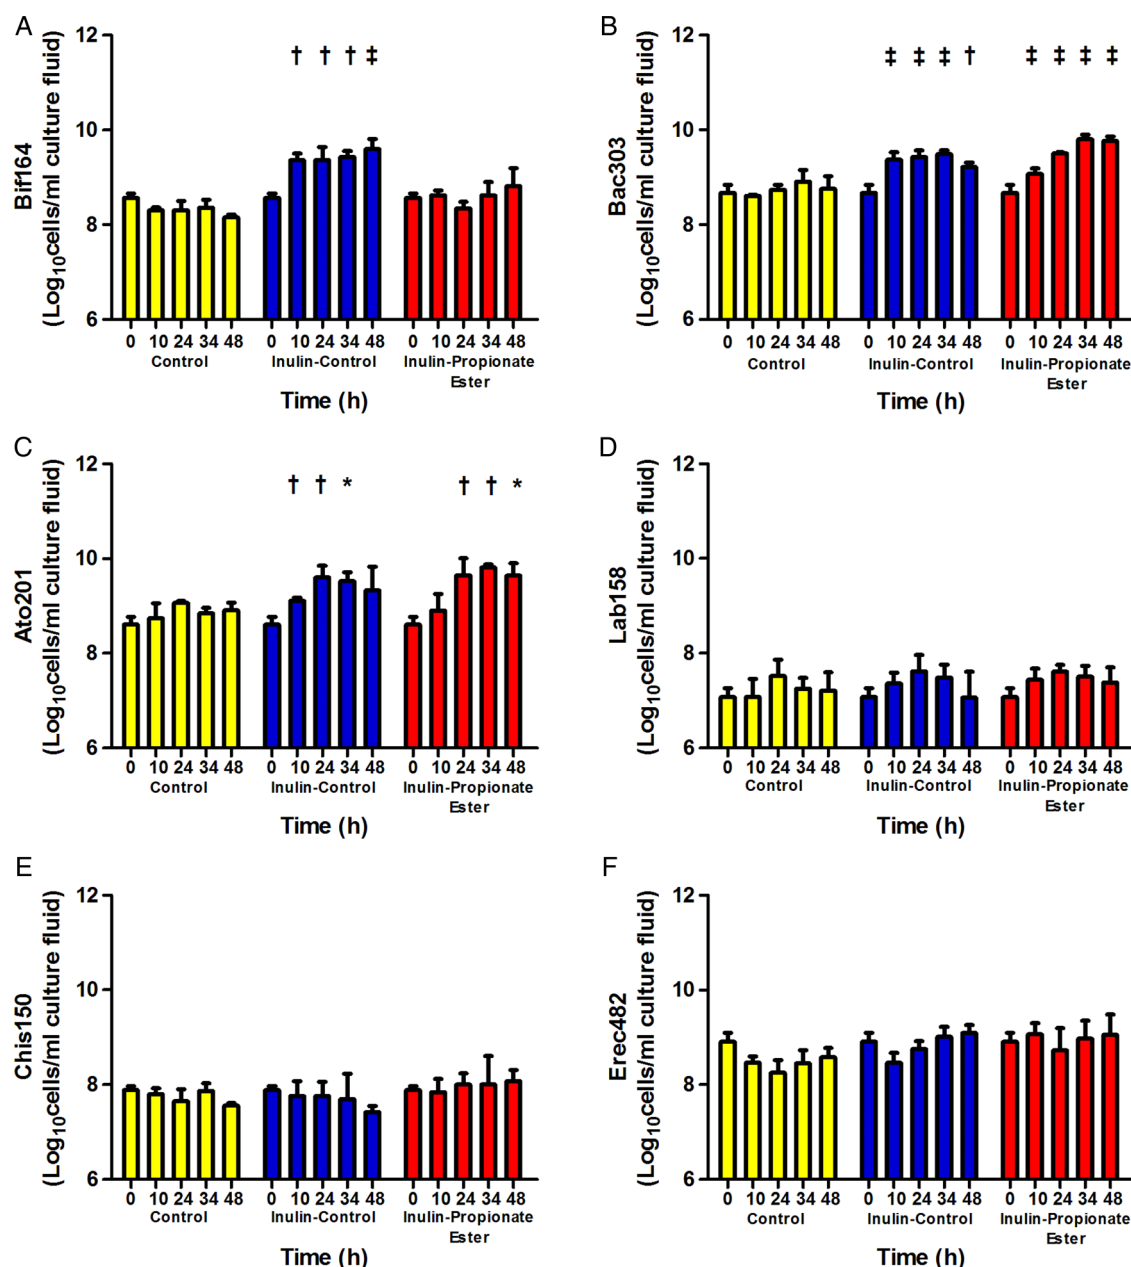 A
Bif64
(Log10cells/ml culture fluid)
12
10
8
6
† † † ‡
0 10 24 34 48 0 10 24 34 48 0 10 24 34 48
Control Inulin-Control Inulin-Propionate
Ester
Time (h)
B
Bac303
(Log10cells/ml culture fluid)
12
10
8
6
‡ ‡ ‡ † ‡ ‡ ‡ ‡
0 10 24 34 48 0 10 24 34 48 0 10 24 34 48
Control Inulin-Control Inulin-Propionate
Ester
Time (h)
C
Ato201
(Log10cells/ml culture fluid)
12
10
8
6
† † * † † *
0 10 24 34 48 0 10 24 34 48 0 10 24 34 48
Control Inulin-Control Inulin-Propionate
Ester
Time (h)
D
Lab158
(Log10cells/ml culture fluid)
12
10
8
6
0 10 24 34 48 0 10 24 34 48 0 10 24 34 48
Control Inulin-Control Inulin-Propionate
Ester
Time (h)
E
Chis150
(Log10cells/ml culture fluid)
12
10
8
6
0 10 24 34 48 0 10 24 34 48 0 10 24 34 48
Control Inulin-Control Inulin-Propionate
Ester
Time (h)
F
Erec482
(Log10cells/ml culture fluid)
12
10
8
6
0 10 24 34 48 0 10 24 34 48 0 10 24 34 48
Control Inulin-Control Inulin-Propionate
Ester
Time (h)